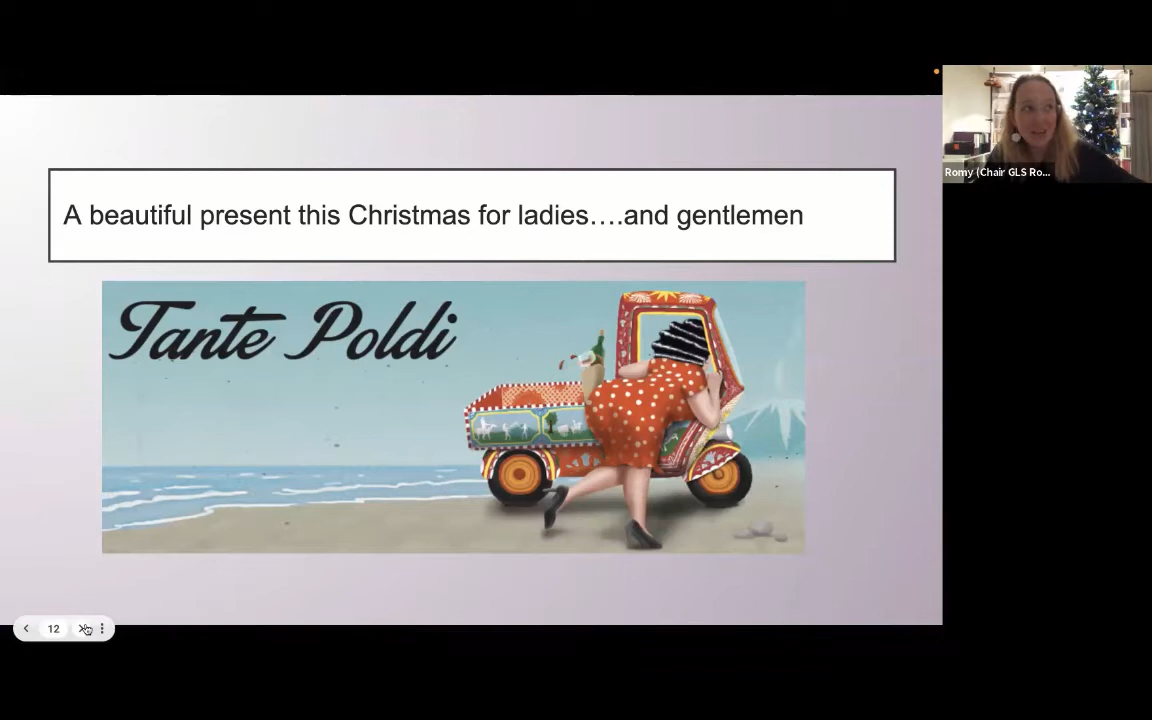 A beautiful present this Christmas for ladies….and gentlemen
Romy (Chair GLS Ro...
Tante Poldi
12